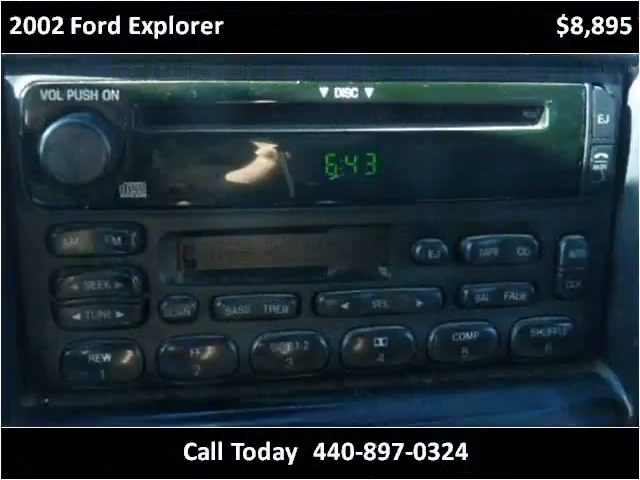 2002 Ford Explorer $8,895
VOL PUSH ON ▼ DISC ▼
EJ
6:43
AM FM EJ TAPE CD AUTO
◄ SEEK ►
◄ TUNE ► SCAN BASS TREB ◄ SEL ► BAL FADE
REW FF SIDE 1-2 COMP SHUFFLE
1 2 3 4 5 6
Call Today 440-897-0324